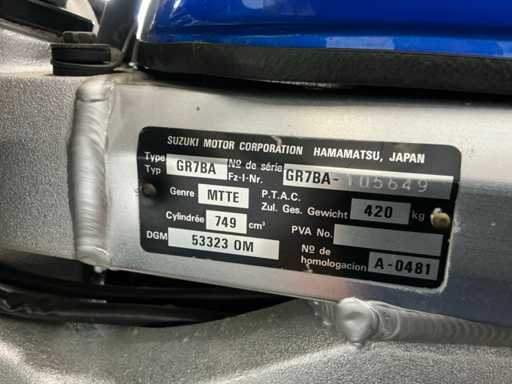 SUZUKI MOTOR CORPORATION HAMAMATSU, JAPAN
Type
Typ
GR7BA
Nº de série
Fz-I-Nr.
GR7BA-105649
Genre MTTE P.T.A.C.
Zul. Ges. Gewicht 420 kg
Cylindrée 749 cm³
PVA No.
DGM 53323 OM
Nº de
homologacion A-0481